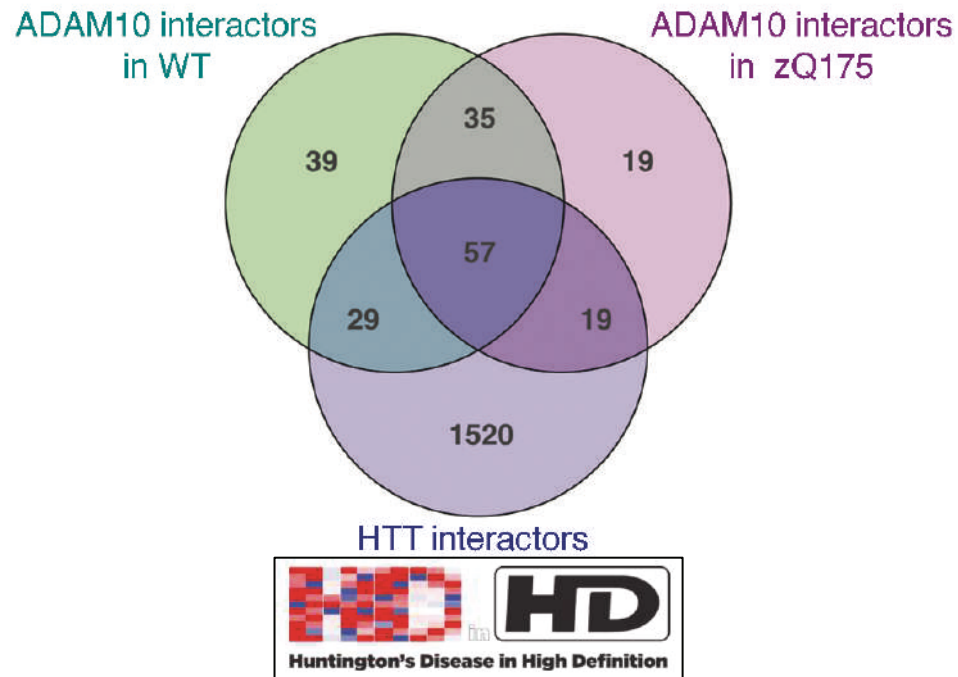 ADAM10 interactors
in WT
ADAM10 interactors
in zQ175
35
39
19
57
29
19
1520
HTT interactors
HD in HD
Huntington's Disease in High Definition